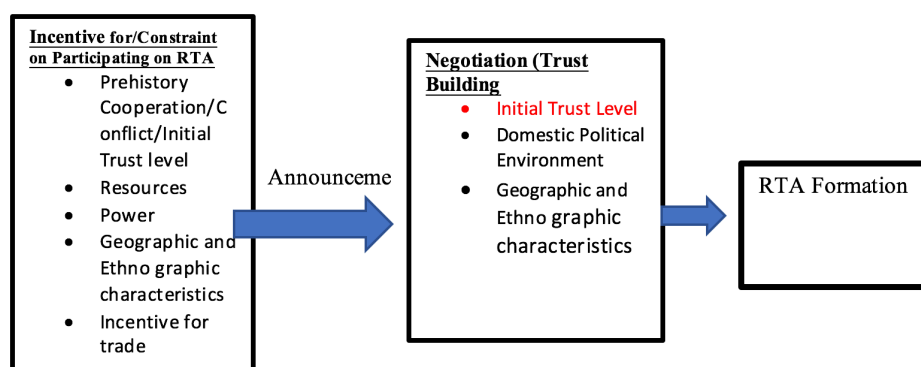 Incentive for/Constraint
on Participating on RTA
● Prehistory
Cooperation/C
onflict/Initial
Trust level
● Resources
● Power
● Geographic and
Ethno graphic
characteristics
● Incentive for
trade
Announceme
Negotiation (Trust
Building
● Initial Trust Level
● Domestic Political
Environment
● Geographic and
Ethno graphic
characteristics
RTA Formation